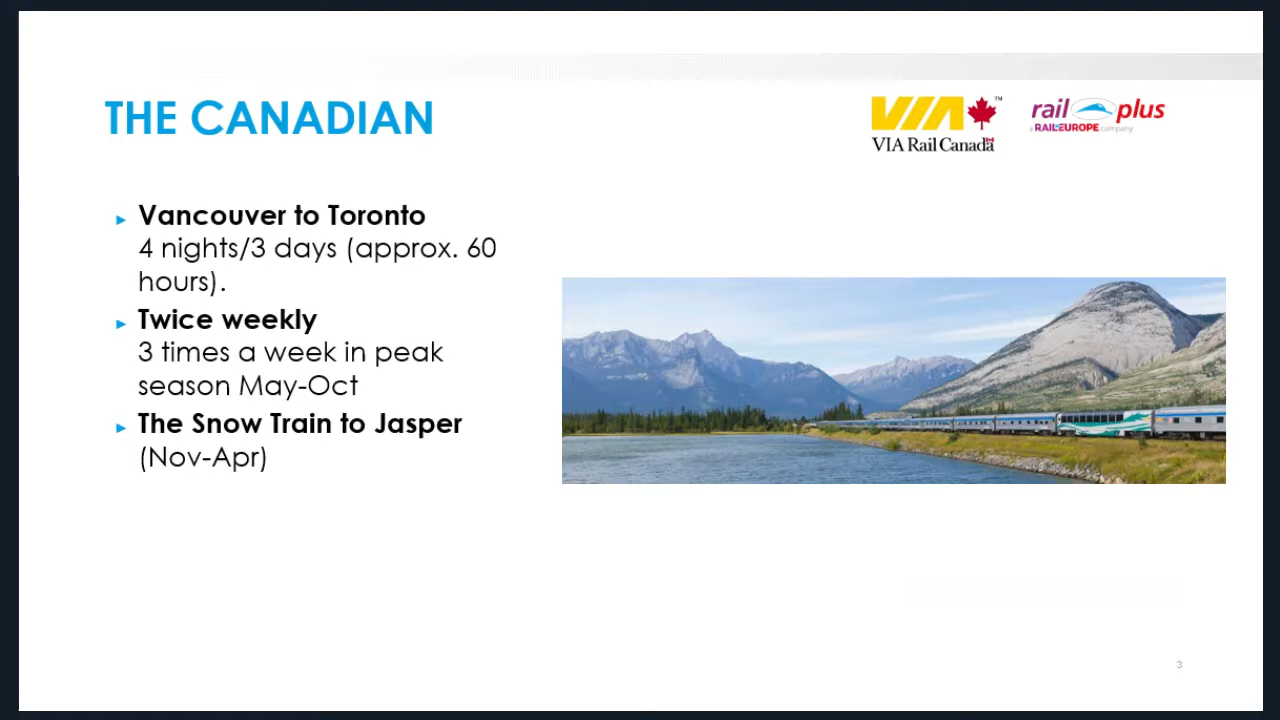 THE CANADIAN
VIA™
VIA Rail Canada
rail plus
a RAIL EUROPE company
Vancouver to Toronto
4 nights/3 days (approx. 60
hours).
Twice weekly
3 times a week in peak
season May-Oct
The Snow Train to Jasper
(Nov-Apr)
3